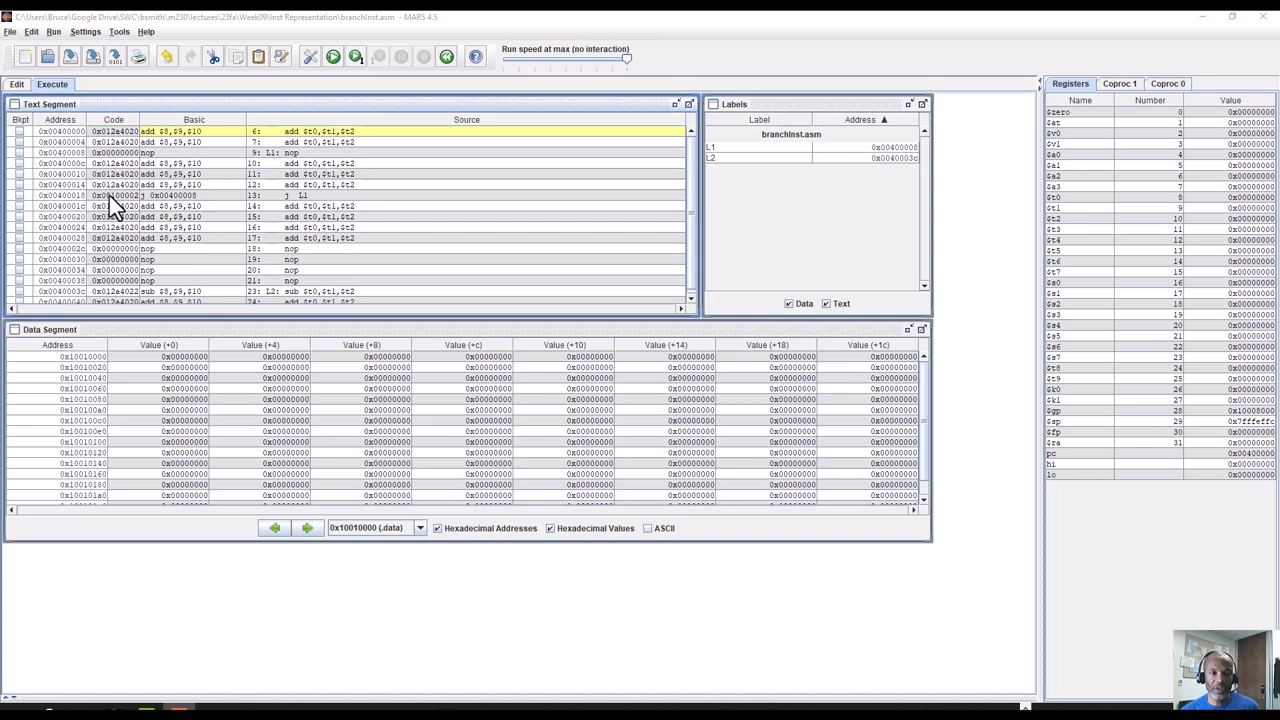 C:\Users\Bruce\Google Drive\SWC\bsmith\m230\lectures\23fa\Week09\Inst Representation\branchInst.asm - MARS 4.5
File Edit Run Settings Tools Help
Run speed at max (no interaction)
Edit Execute
Text Segment
Bkpt Address Code Basic Source
0x00400000 0x012a4020 add $8,$9,$10 6: add $t0,$t1,$t2
0x00400004 0x012a4020 add $8,$9,$10 7: add $t0,$t1,$t2
0x00400008 0x00000000 nop 9: L1: nop
0x0040000c 0x012a4020 add $8,$9,$10 10: add $t0,$t1,$t2
0x00400010 0x012a4020 add $8,$9,$10 11: add $t0,$t1,$t2
0x00400014 0x012a4020 add $8,$9,$10 12: add $t0,$t1,$t2
0x00400018 0x08100002 j 0x00400008 13: j L1
0x0040001c add $8,$9,$10 14: add $t0,$t1,$t2
0x00400020 add $8,$9,$10 15: add $t0,$t1,$t2
0x00400024 0x012a4020 add $8,$9,$10 16: add $t0,$t1,$t2
0x00400028 0x012a4020 add $8,$9,$10 17: add $t0,$t1,$t2
0x0040002c 0x00000000 nop 18: nop
0x00400030 0x00000000 nop 19: nop
0x00400034 0x00000000 nop 20: nop
0x00400038 0x00000000 nop 21: nop
0x0040003c 0x012a4022 sub $8,$9,$10 23: L2: sub $t0,$t1,$t2
0x00400040 0x012a4020 add $8,$9,$10 24: add $t0,$t1,$t2
Labels
Label Address ▲
branchInst.asm
L1 0x00400008
L2 0x0040003c
Data Text
Data Segment
Address Value (+0) Value (+4) Value (+8) Value (+c) Value (+10) Value (+14) Value (+18) Value (+1c)
0x10010000 0x00000000 0x00000000 0x00000000 0x00000000 0x00000000 0x00000000 0x00000000 0x00000000
0x10010020 0x00000000 0x00000000 0x00000000 0x00000000 0x00000000 0x00000000 0x00000000 0x00000000
0x10010040 0x00000000 0x00000000 0x00000000 0x00000000 0x00000000 0x00000000 0x00000000 0x00000000
0x10010060 0x00000000 0x00000000 0x00000000 0x00000000 0x00000000 0x00000000 0x00000000 0x00000000
0x10010080 0x00000000 0x00000000 0x00000000 0x00000000 0x00000000 0x00000000 0x00000000 0x00000000
0x100100a0 0x00000000 0x00000000 0x00000000 0x00000000 0x00000000 0x00000000 0x00000000 0x00000000
0x100100c0 0x00000000 0x00000000 0x00000000 0x00000000 0x00000000 0x00000000 0x00000000 0x00000000
0x100100e0 0x00000000 0x00000000 0x00000000 0x00000000 0x00000000 0x00000000 0x00000000 0x00000000
0x10010100 0x00000000 0x00000000 0x00000000 0x00000000 0x00000000 0x00000000 0x00000000 0x00000000
0x10010120 0x00000000 0x00000000 0x00000000 0x00000000 0x00000000 0x00000000 0x00000000 0x00000000
0x10010140 0x00000000 0x00000000 0x00000000 0x00000000 0x00000000 0x00000000 0x00000000 0x00000000
0x10010160 0x00000000 0x00000000 0x00000000 0x00000000 0x00000000 0x00000000 0x00000000 0x00000000
0x10010180 0x00000000 0x00000000 0x00000000 0x00000000 0x00000000 0x00000000 0x00000000 0x00000000
0x100101a0 0x00000000 0x00000000 0x00000000 0x00000000 0x00000000 0x00000000 0x00000000 0x00000000
0x10010000 (.data) Hexadecimal Addresses Hexadecimal Values ASCII
Registers Coproc 1 Coproc 0
Name Number Value
$zero 0 0x00000000
$at 1 0x00000000
$v0 2 0x00000000
$v1 3 0x00000000
$a0 4 0x00000000
$a1 5 0x00000000
$a2 6 0x00000000
$a3 7 0x00000000
$t0 8 0x00000000
$t1 9 0x00000000
$t2 10 0x00000000
$t3 11 0x00000000
$t4 12 0x00000000
$t5 13 0x00000000
$t6 14 0x00000000
$t7 15 0x00000000
$s0 16 0x00000000
$s1 17 0x00000000
$s2 18 0x00000000
$s3 19 0x00000000
$s4 20 0x00000000
$s5 21 0x00000000
$s6 22 0x00000000
$s7 23 0x00000000
$t8 24 0x00000000
$t9 25 0x00000000
$k0 26 0x00000000
$k1 27 0x00000000
$gp 28 0x10008000
$sp 29 0x7fffeffc
$fp 30 0x00000000
$ra 31 0x00000000
pc 0x00400000
hi 0x00000000
lo 0x00000000